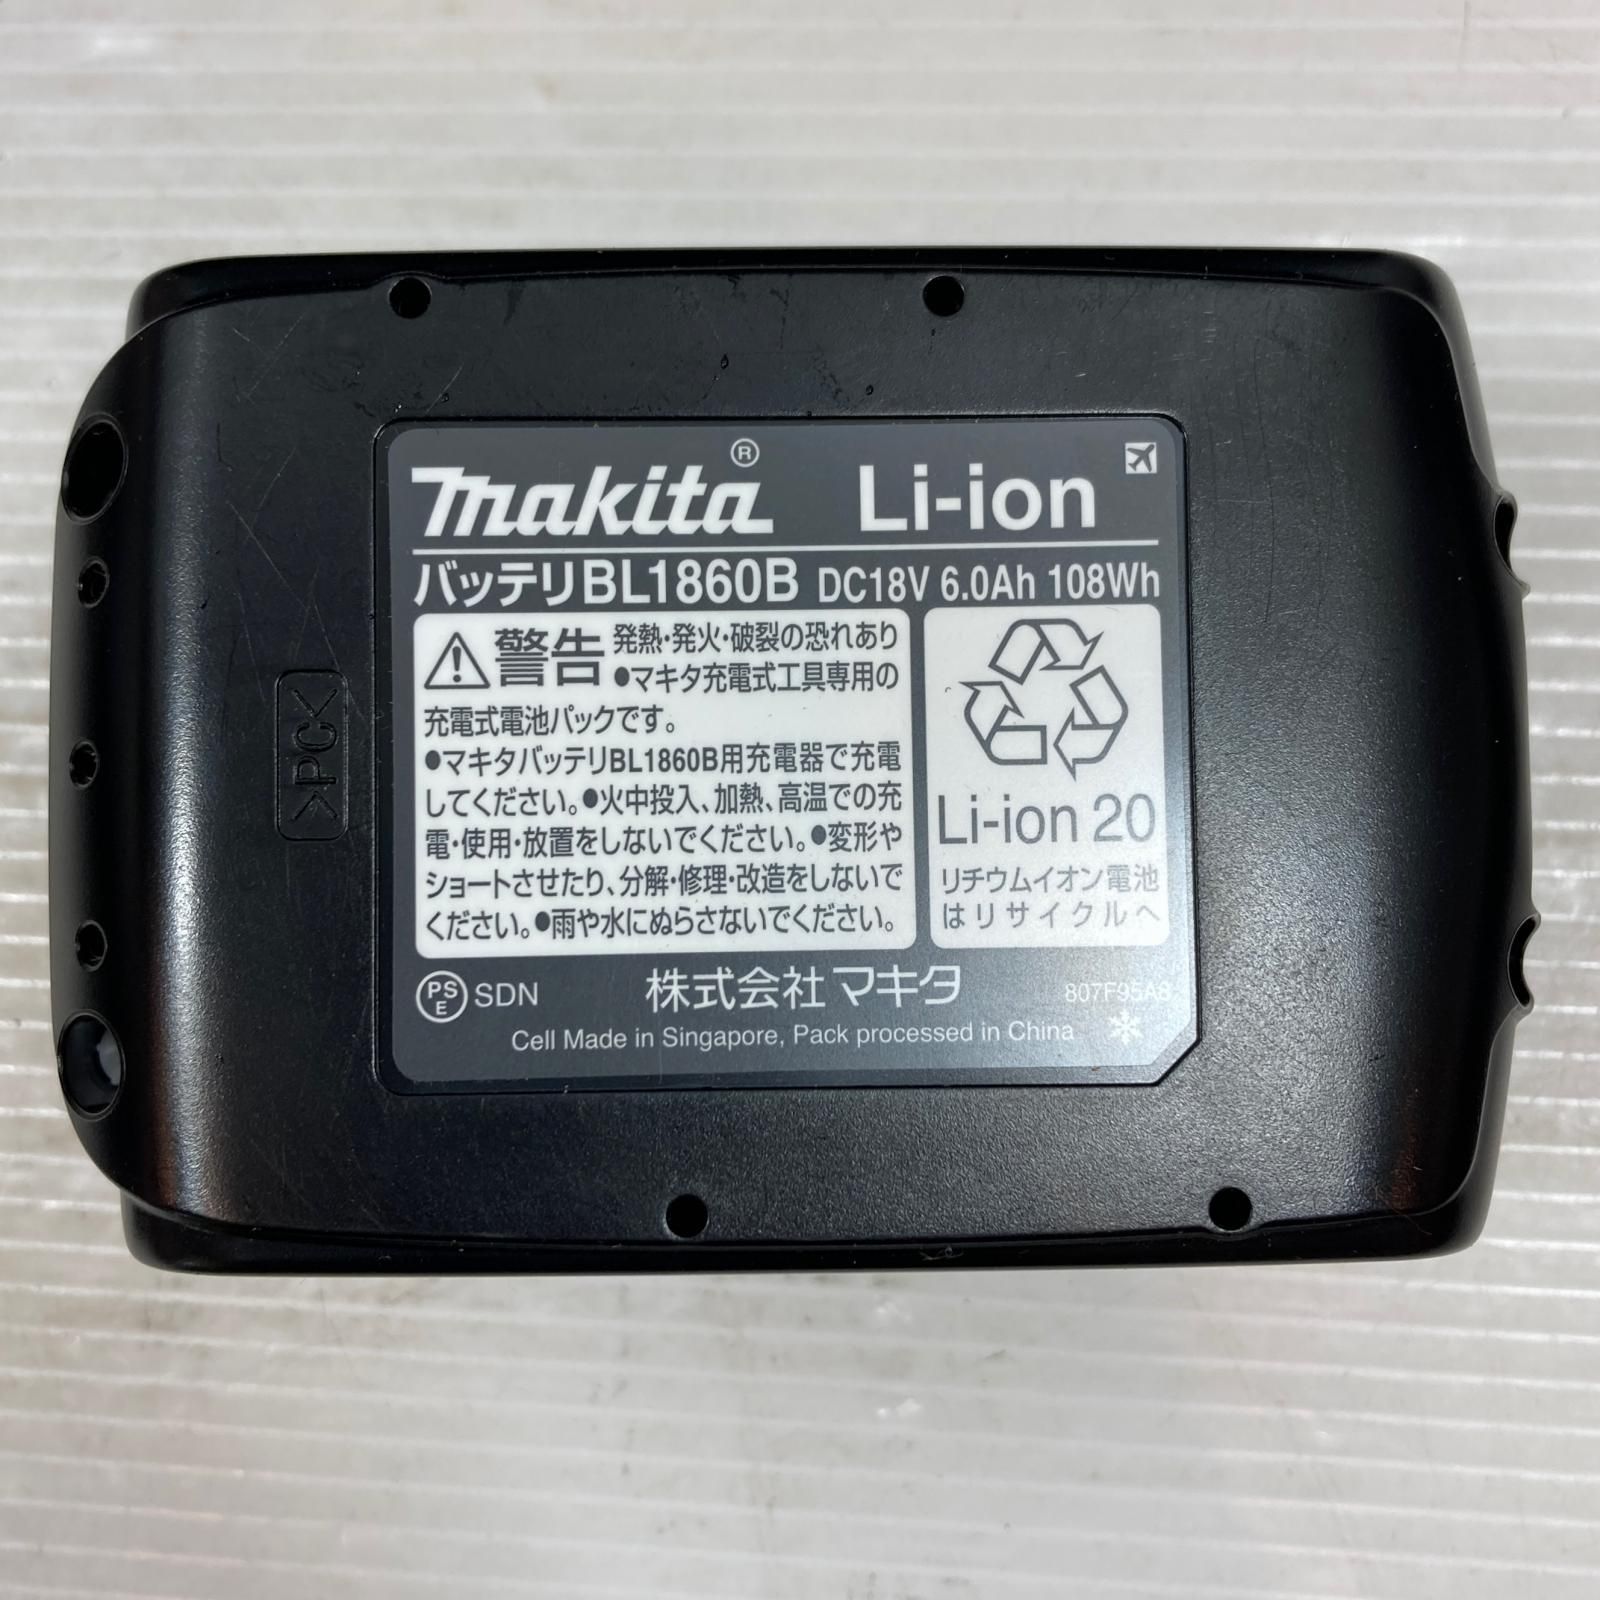 makita® Li-ion
バッテリBL1860B DC18V 6.0Ah 108Wh
警告 発熱・発火・破裂の恐れあり
●マキタ充電式工具専用の
充電式電池パックです。
●マキタバッテリBL1860B用充電器で充電
してください。●火中投入、加熱、高温での充
電・使用・放置をしないでください。●変形や
ショートさせたり、分解・修理・改造をしないで
ください。●雨や水にぬらさないでください。
Li-ion 20
リチウムイオン電池
はリサイクルへ
PSE SDN 株式会社マキタ 807F95A8
Cell Made in Singapore, Pack processed in China
>PC<